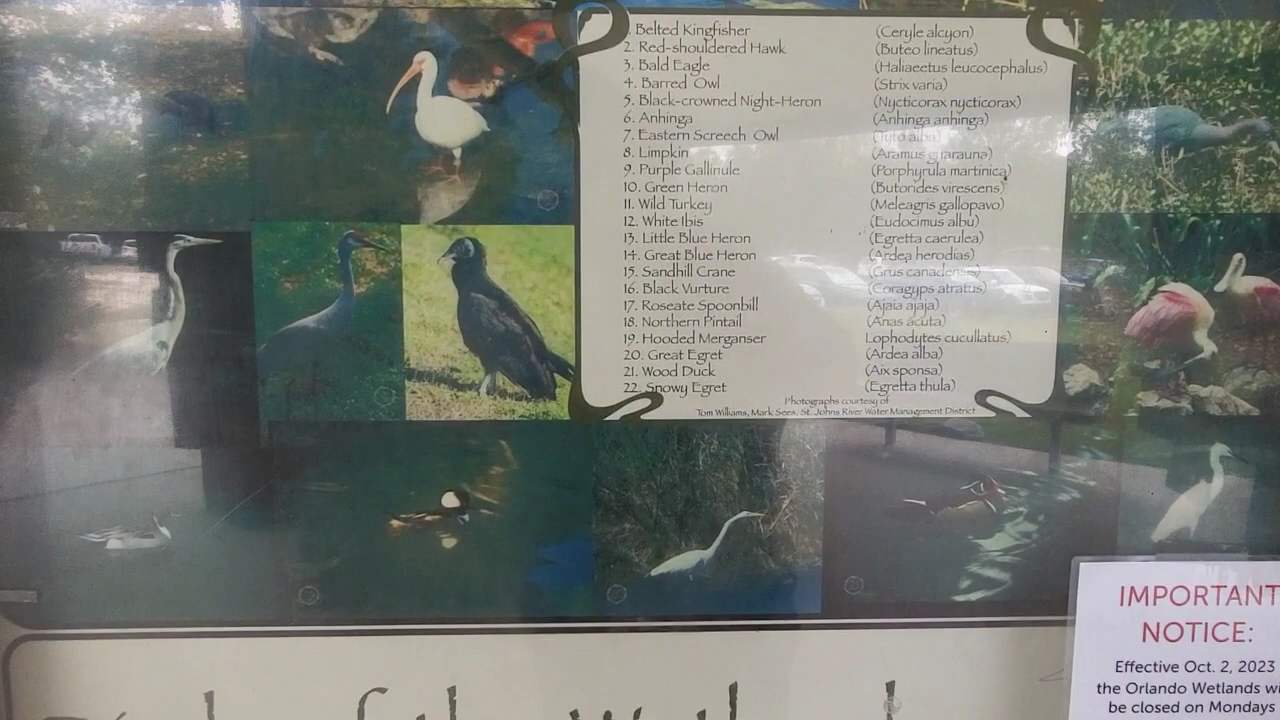 . Belted Kingfisher (Ceryle alcyon)
2. Red-shouldered Hawk (Buteo lineatus)
3. Bald Eagle (Haliaeetus leucocephalus)
4. Barred Owl (Strix varia)
5. Black-crowned Night-Heron (Nycticorax nycticorax)
6. Anhinga (Anhinga anhinga)
7. Eastern Screech Owl (Tyto alba)
8. Limpkin (Aramus guarauna)
9. Purple Gallinule (Porphyrula martinica)
10. Green Heron (Butorides virescens)
11. Wild Turkey (Meleagris gallopavo)
12. White Ibis (Eudocimus albu)
13. Little Blue Heron (Egretta caerulea)
14. Great Blue Heron (Ardea herodias)
15. Sandhill Crane (Grus canadensis)
16. Black Vurture (Coragyps atratus)
17. Roseate Spoonbill (Ajaia ajaja)
18. Northern Pintail (Anas acuta)
19. Hooded Merganser Lophodytes cucullatus)
20. Great Egret (Ardea alba)
21. Wood Duck (Aix sponsa)
22. Snowy Egret (Egretta thula)
Photographs courtesy of
Tom Williams, Mark Sees, St. Johns River Water Management District
IMPORTANT
NOTICE:
Effective Oct. 2, 2023
the Orlando Wetlands wi
be closed on Mondays